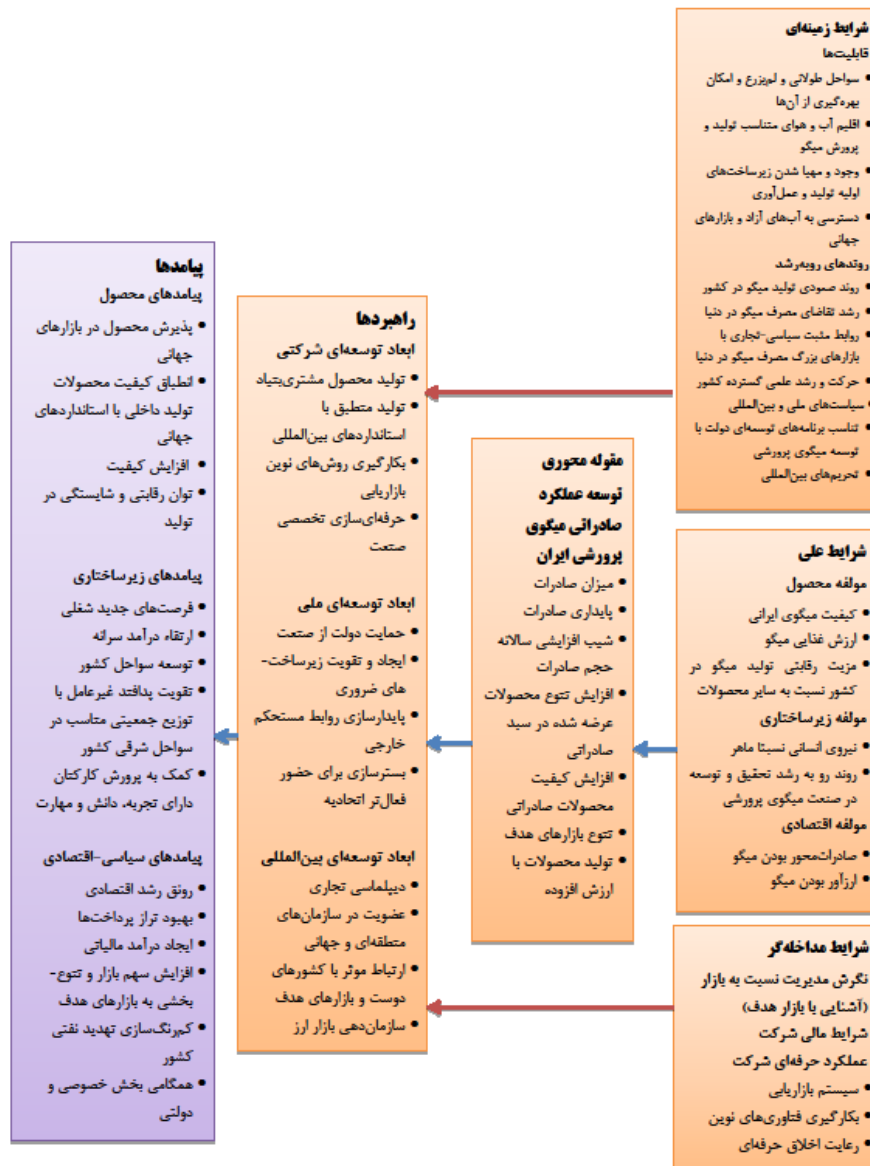 شرایط زمینه‌ای
قابلیت‌ها
• سواحل طولانی و لم‌یزرع و امکان
بهره‌گیری از آن‌ها
• اقلیم آب و هوای متناسب تولید و
پرورش میگو
• وجود و مهیا شدن زیرساخت‌های
اولیه تولید و عمل‌آوری
• دسترسی به آب‌های آزاد و بازارهای
جهانی
روندهای روبه‌رشد
• روند صعودی تولید میگو در کشور
• رشد تقاضای مصرف میگو در دنیا
• روابط مثبت سیاسی-تجاری با
بازارهای بزرگ مصرف میگو در دنیا
• حرکت و رشد علمی گسترده کشور
• سیاست‌های ملی و بین‌المللی
• تناسب برنامه‌های توسعه‌ای دولت با
توسعه میگوی پرورشی
• تحریم‌های بین‌المللی
شرایط علی
مولفه محصول
• کیفیت میگوی ایرانی
• ارزش غذایی میگو
• مزیت رقابتی تولید میگو در
کشور نسبت به سایر محصولات
مولفه زیرساختاری
• نیروی انسانی نسبتا ماهر
• روند رو به رشد تحقیق و توسعه
در صنعت میگوی پرورشی
مولفه اقتصادی
• صادرات‌محور بودن میگو
• ارزآور بودن میگو
شرایط مداخله‌گر
نگرش مدیریت نسبت به بازار
(آشنایی با بازار هدف)
شرایط مالی شرکت
عملکرد حرفه‌ای شرکت
• سیستم بازاریابی
• بکارگیری فناوری‌های نوین
• رعایت اخلاق حرفه‌ای
مقوله محوری
توسعه عملکرد
صادراتی میگوی
پرورشی ایران
• میزان صادرات
• پایداری صادرات
• شیب افزایشی سالانه
حجم صادرات
• افزایش تنوع محصولات
عرضه شده در سبد
صادراتی
• افزایش کیفیت
محصولات صادراتی
• تنوع بازارهای هدف
• تولید محصولات با
ارزش افزوده
راهبردها
ابعاد توسعه‌ای شرکتی
• تولید محصول مشتری‌بنیاد
• تولید منطبق با
استانداردهای بین‌المللی
• بکارگیری روش‌های نوین
بازاریابی
• حرفه‌ای‌سازی تخصصی
صنعت
ابعاد توسعه‌ای ملی
• حمایت دولت از صنعت
• ایجاد و تقویت زیرساخت-
های ضروری
• پایدارسازی روابط مستحکم
خارجی
• بسترسازی برای حضور
فعال‌تر اتحادیه
ابعاد توسعه‌ای بین‌المللی
• دیپلماسی تجاری
• عضویت در سازمان‌های
منطقه‌ای و جهانی
• ارتباط موثر با کشورهای
دوست و بازارهای هدف
• سازمان‌دهی بازار ارز
پیامدها
پیامدهای محصول
• پذیرش محصول در بازارهای
جهانی
• انطباق کیفیت محصولات
تولید داخلی با استانداردهای
جهانی
• افزایش کیفیت
• توان رقابتی و شایستگی در
تولید
پیامدهای زیرساختاری
• فرصت‌های جدید شغلی
• ارتقاء درآمد سرانه
• توسعه سواحل کشور
• تقویت پدافند غیرعامل با
توزیع جمعیتی متاسب در
سواحل شرقی کشور
• کمک به پرورش کارکنان
دارای تجربه، دانش و مهارت
پیامدهای سیاسی-اقتصادی
• رونق رشد اقتصادی
• بهبود تراز پرداخت‌ها
• ایجاد درآمد مالیاتی
• افزایش سهم بازار و تنوع-
بخشی به بازارهای هدف
• کم‌رنگ‌سازی تهدید نفتی
کشور
• همگامی بخش خصوصی و
دولتی